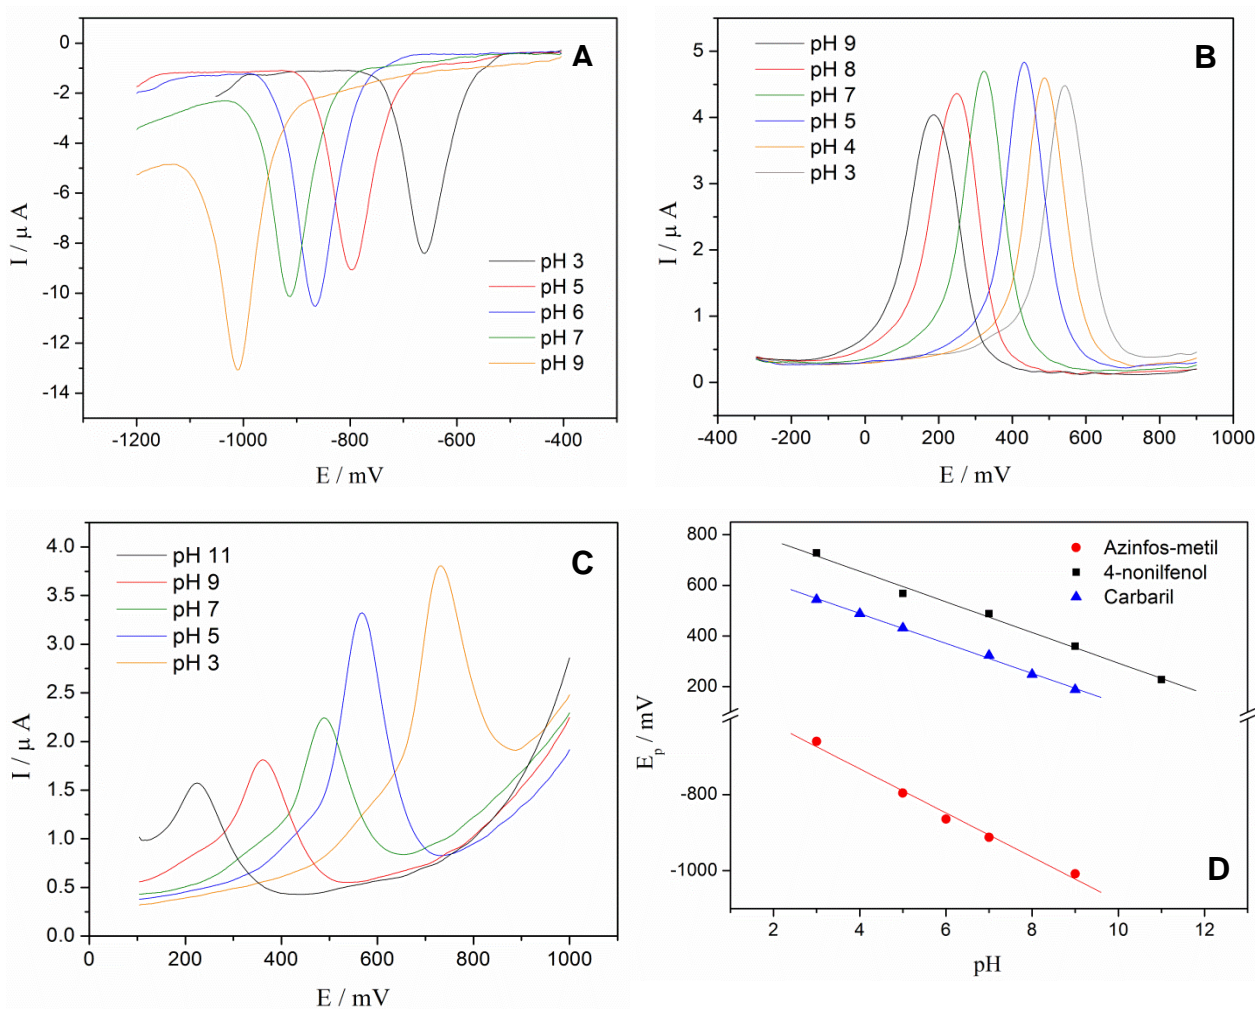 A
0
-2
-4
-6
-8
-10
-12
-14
I / μ A
pH 3
pH 5
pH 6
pH 7
pH 9
-1200
-1000
-800
-600
-400
E / mV
B
5
4
3
2
1
0
I / μ A
pH 9
pH 8
pH 7
pH 5
pH 4
pH 3
-400
-200
0
200
400
600
800
1000
E / mV
C
4.0
3.5
3.0
2.5
2.0
1.5
1.0
0.5
0.0
I / μ A
pH 11
pH 9
pH 7
pH 5
pH 3
0
200
400
600
800
1000
E / mV
800
600
400
200
-800
-1000
Ep / mV
Azinfos-metil
4-nonilfenol
Carbaril
D
2
4
6
8
10
12
pH